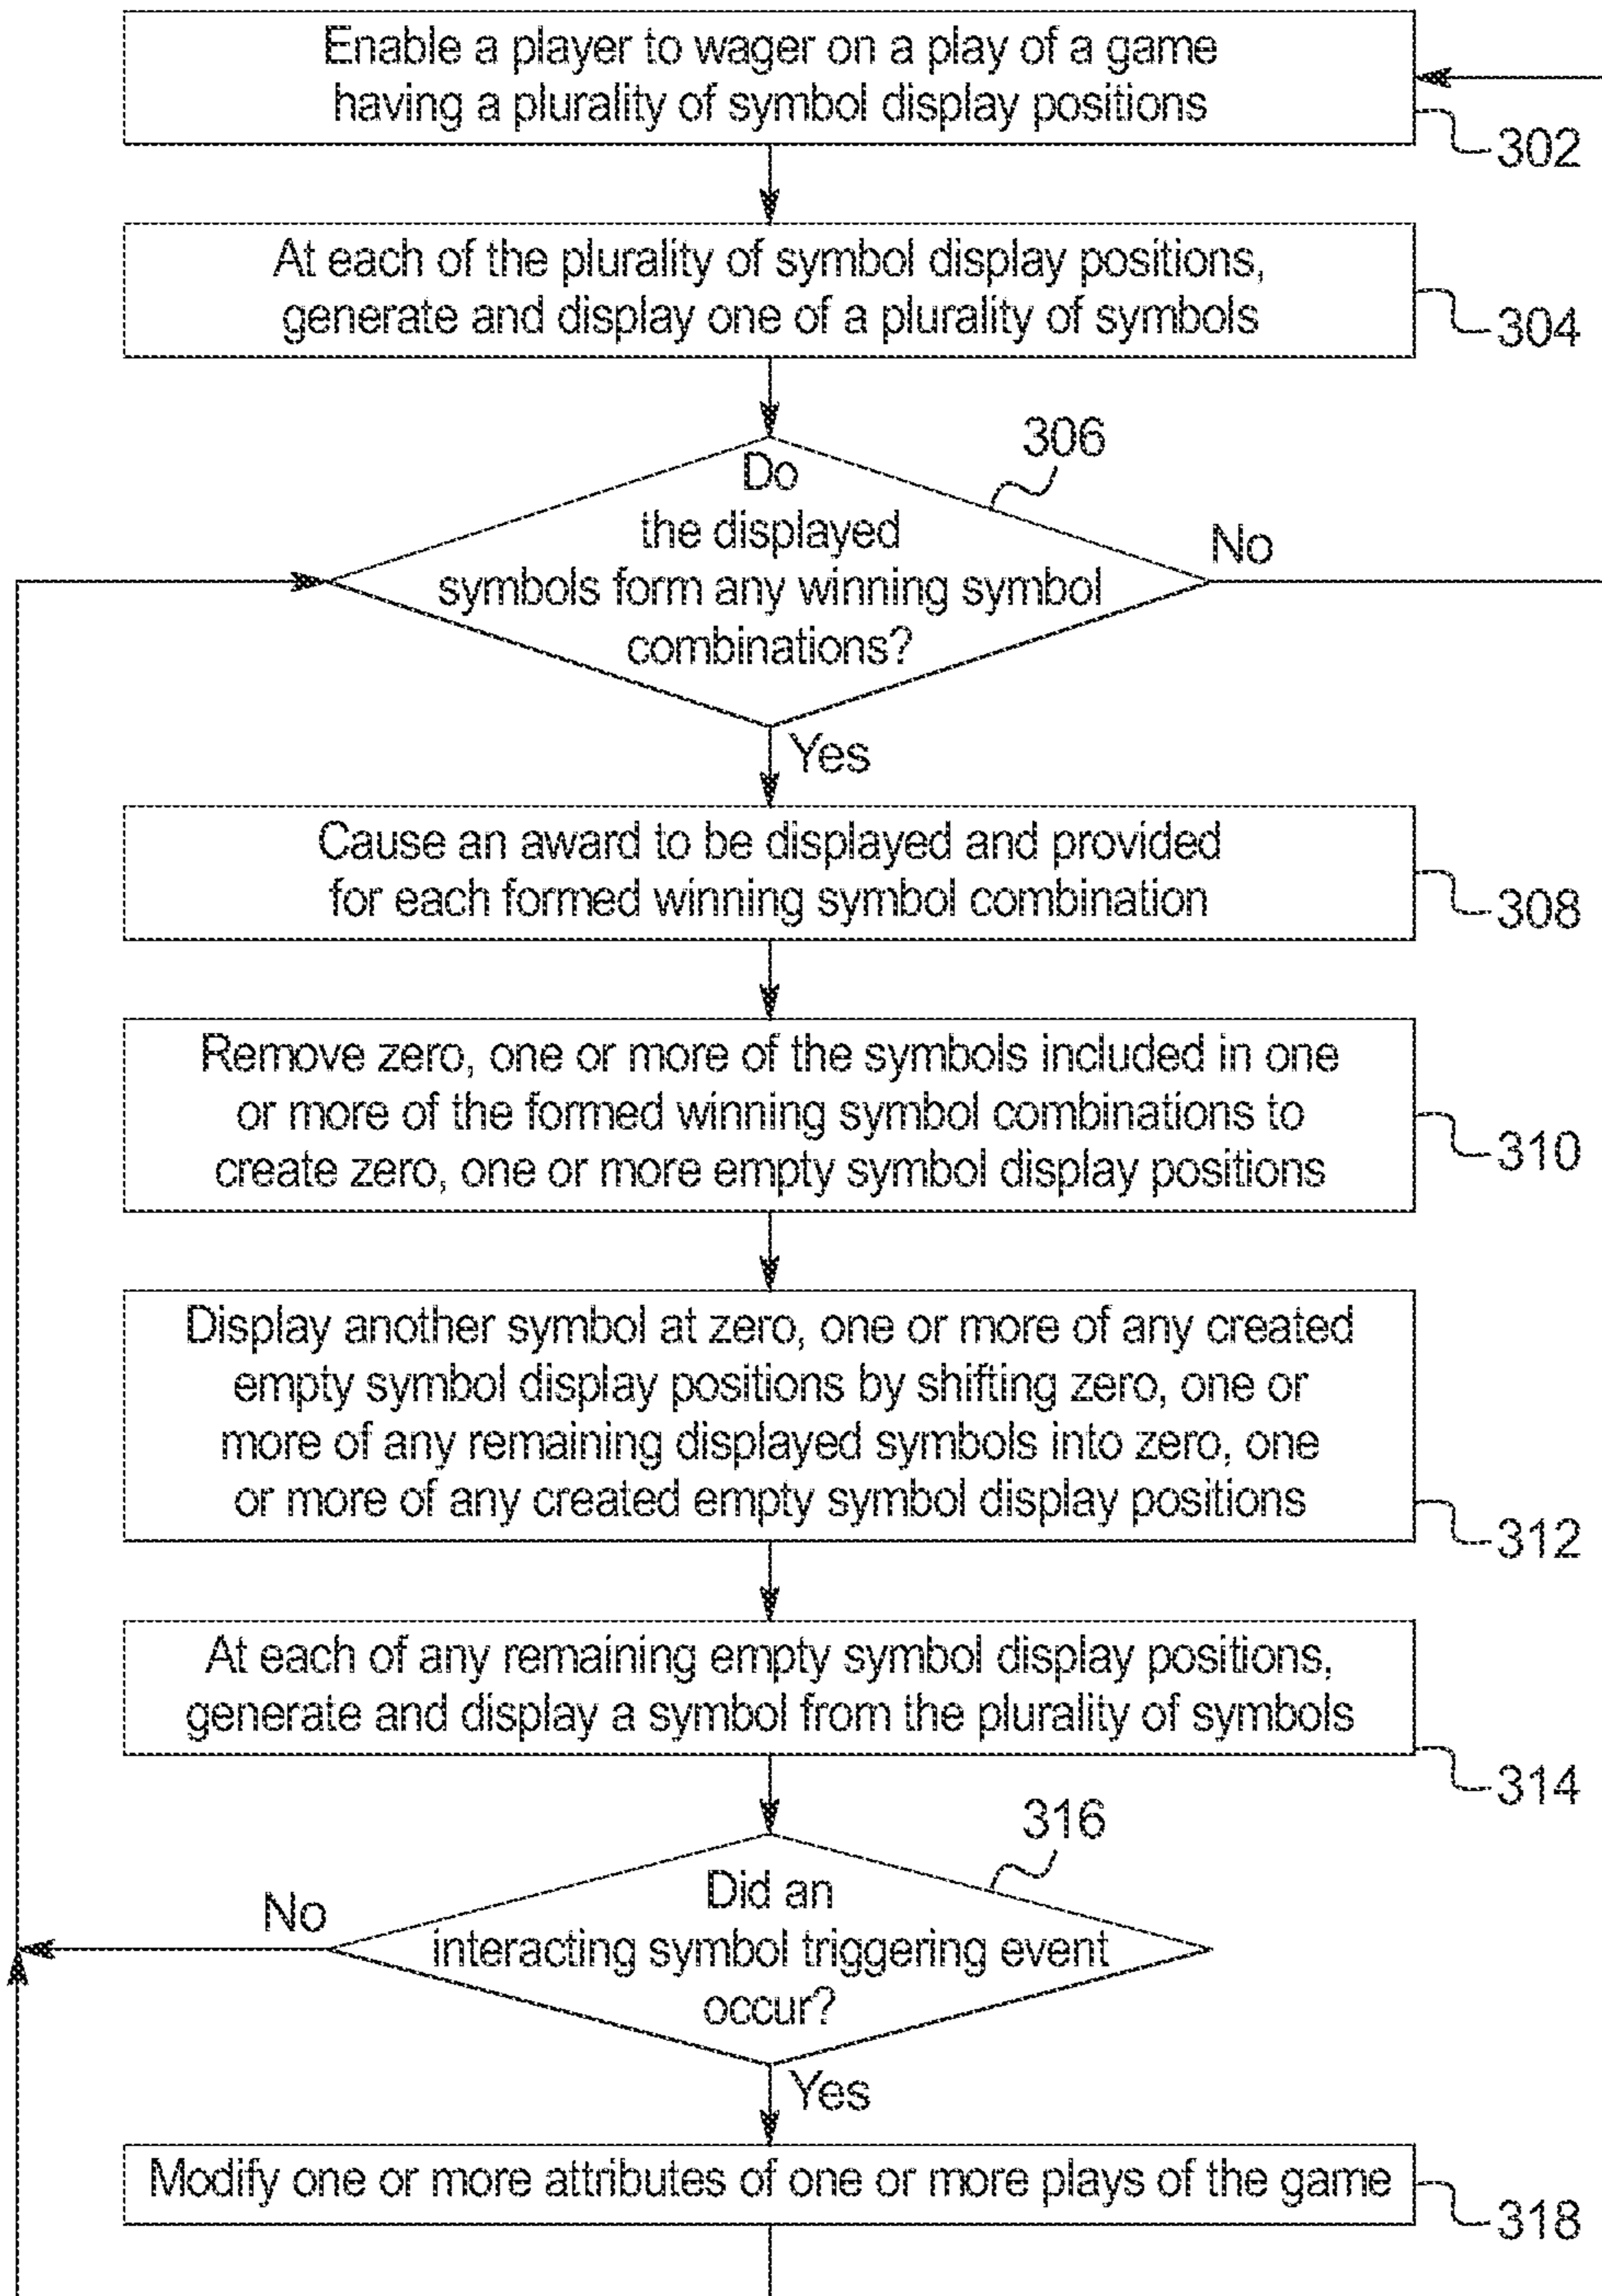 Enable a player to wager on a play of a game
having a plurality of symbol display positions
302
At each of the plurality of symbol display positions,
generate and display one of a plurality of symbols
304
306
Do
the displayed
symbols form any winning symbol
combinations?
No
Yes
Cause an award to be displayed and provided
for each formed winning symbol combination
308
Remove zero, one or more of the symbols included in one
or more of the formed winning symbol combinations to
create zero, one or more empty symbol display positions
310
Display another symbol at zero, one or more of any created
empty symbol display positions by shifting zero, one or
more of any remaining displayed symbols into zero, one
or more of any created empty symbol display positions
312
At each of any remaining empty symbol display positions,
generate and display a symbol from the plurality of symbols
314
316
Did an
interacting symbol triggering event
occur?
No
Yes
Modify one or more attributes of one or more plays of the game
318